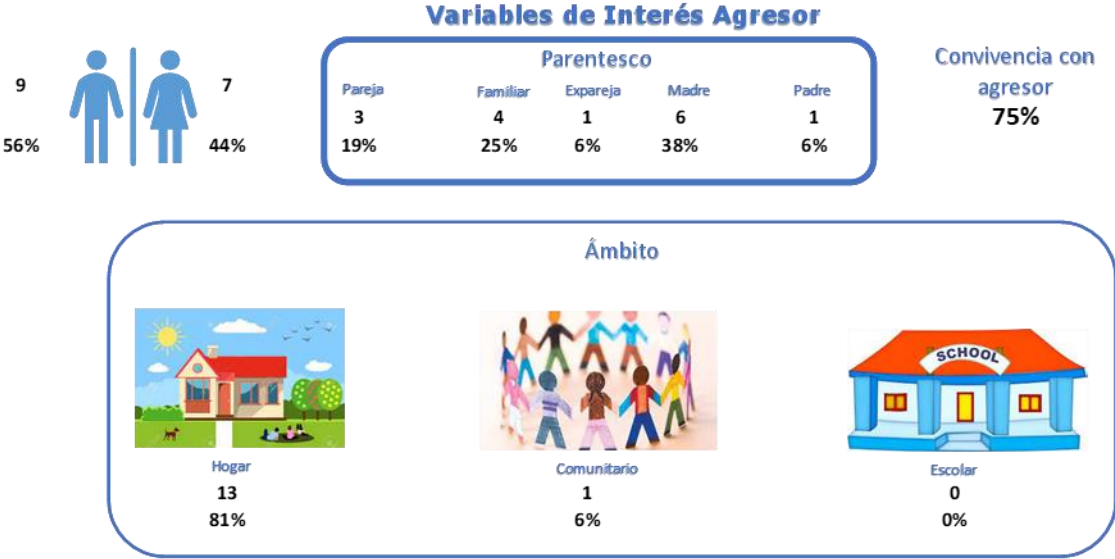 Variables de Interés Agresor
9
7
56%
44%
Parentesco
Pareja Familiar Expareja Madre Padre
3 4 1 6 1
19% 25% 6% 38% 6%
Convivencia con
agresor
75%
Ámbito
SCHOOL
Hogar Comunitario Escolar
13 1 0
81% 6% 0%